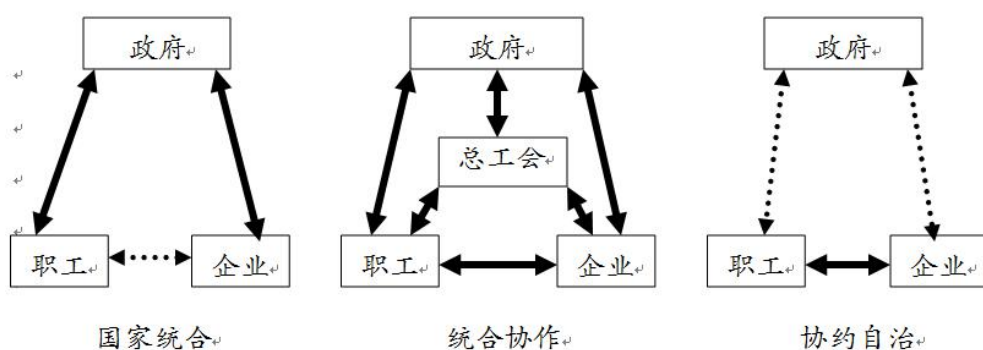 政府 政府 政府
总工会
职工 企业 职工 企业 职工 企业
国家统合 统合协作 协约自治